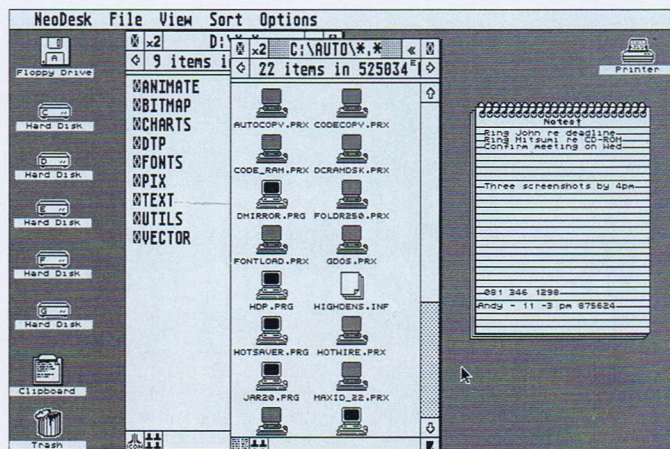 NeoDesk File View Sort Options
Floppy Drive
Hard Disk
Hard Disk
Hard Disk
Hard Disk
Hard Disk
Clipboard
Trash
x2
9 items
ANIMATE
BITMAP
CHARTS
DTP
FONTS
PIX
TEXT
UTILS
VECTOR
ICON
x2 C:\AUTO\*.*
22 items in 525034
AUTOCOPY.PRX CODECOPY.PRX
CODE_RAM.PRX DCRAMDSK.PRX
DMIRROR.PRG FOLDR250.PRX
FONTLOAD.PRX GDOS.PRX
HDP.PRG HIGHDENS.INF
HOTSAVER.PRG HOTWIRE.PRX
JAR20.PRG MAXID_22.PRX
Printer
Notes!
Ring John re deadline
Ring Mitsumi re CD-ROM
Confirm meeting on Wed
Three screenshots by 4pm
081 346 1298
Andy - 11 -3 pm 875624